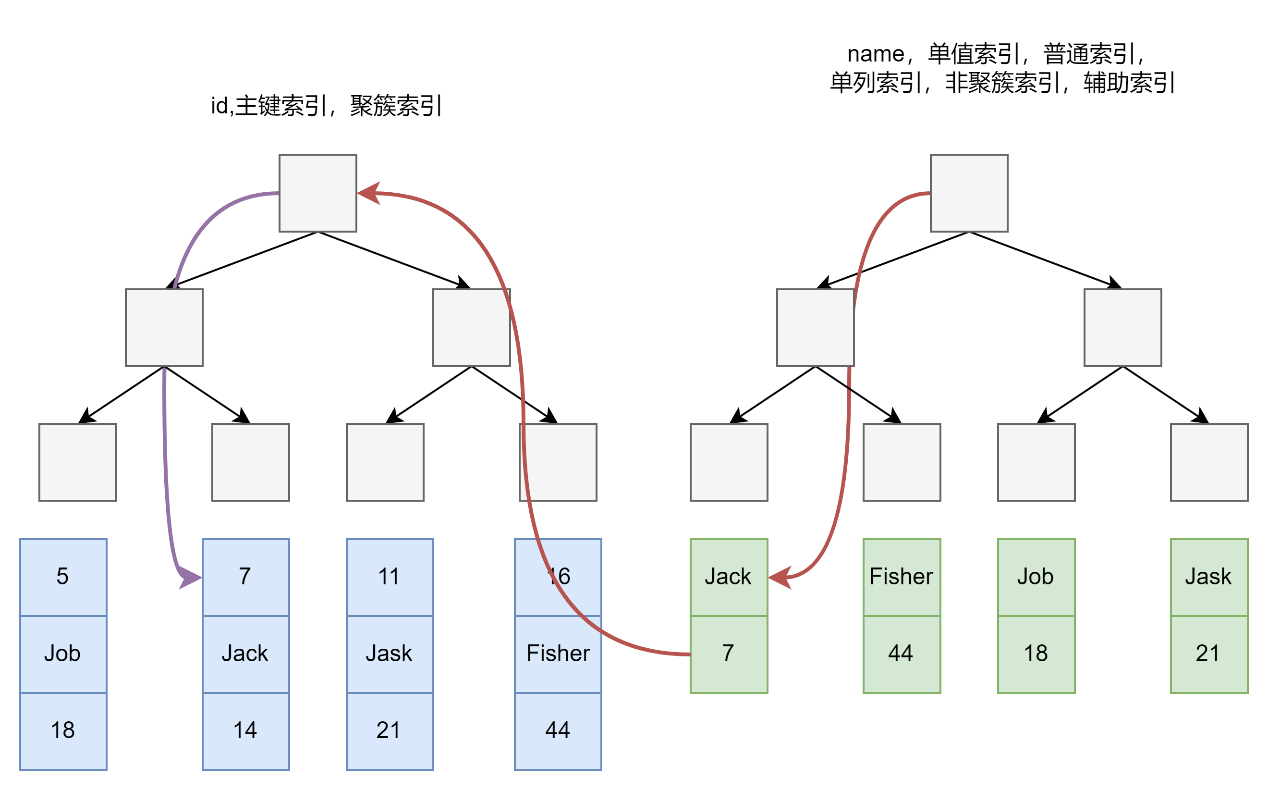 name，单值索引，普通索引，
单列索引，非聚簇索引，辅助索引
id,主键索引，聚簇索引
5
Job
18
7
Jack
14
11
Jask
21
16
Fisher
44
Jack
7
Fisher
44
Job
18
Jask
21